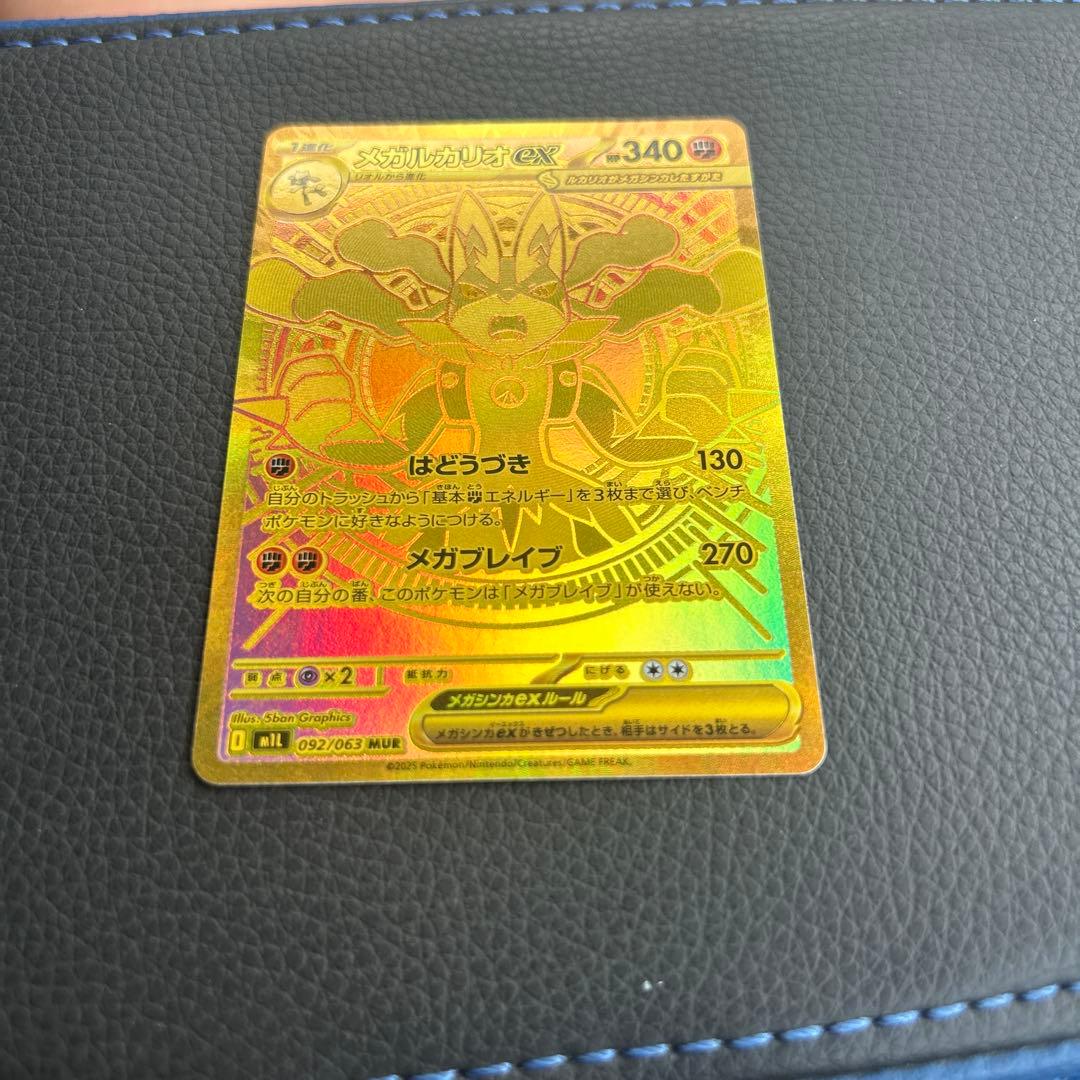 1進化
メガルカリオex
HP340
リオルから進化
ルカリオがメガシンカしたすがた
はどうづき 130
自分のトラッシュから「基本エネルギー」を3枚まで選び、ベンチ
ポケモンに好きなようにつける。
メガブレイブ 270
次の自分の番、このポケモンは「メガブレイブ」が使えない。
弱点 ×2 抵抗力 にげる
メガシンカexルール
メガシンカexがきぜつしたとき、相手はサイドを3枚とる。
Illus. 5ban Graphics
m1L 092/063 MUR
©2025 Pokémon/Nintendo/Creatures/GAME FREAK.